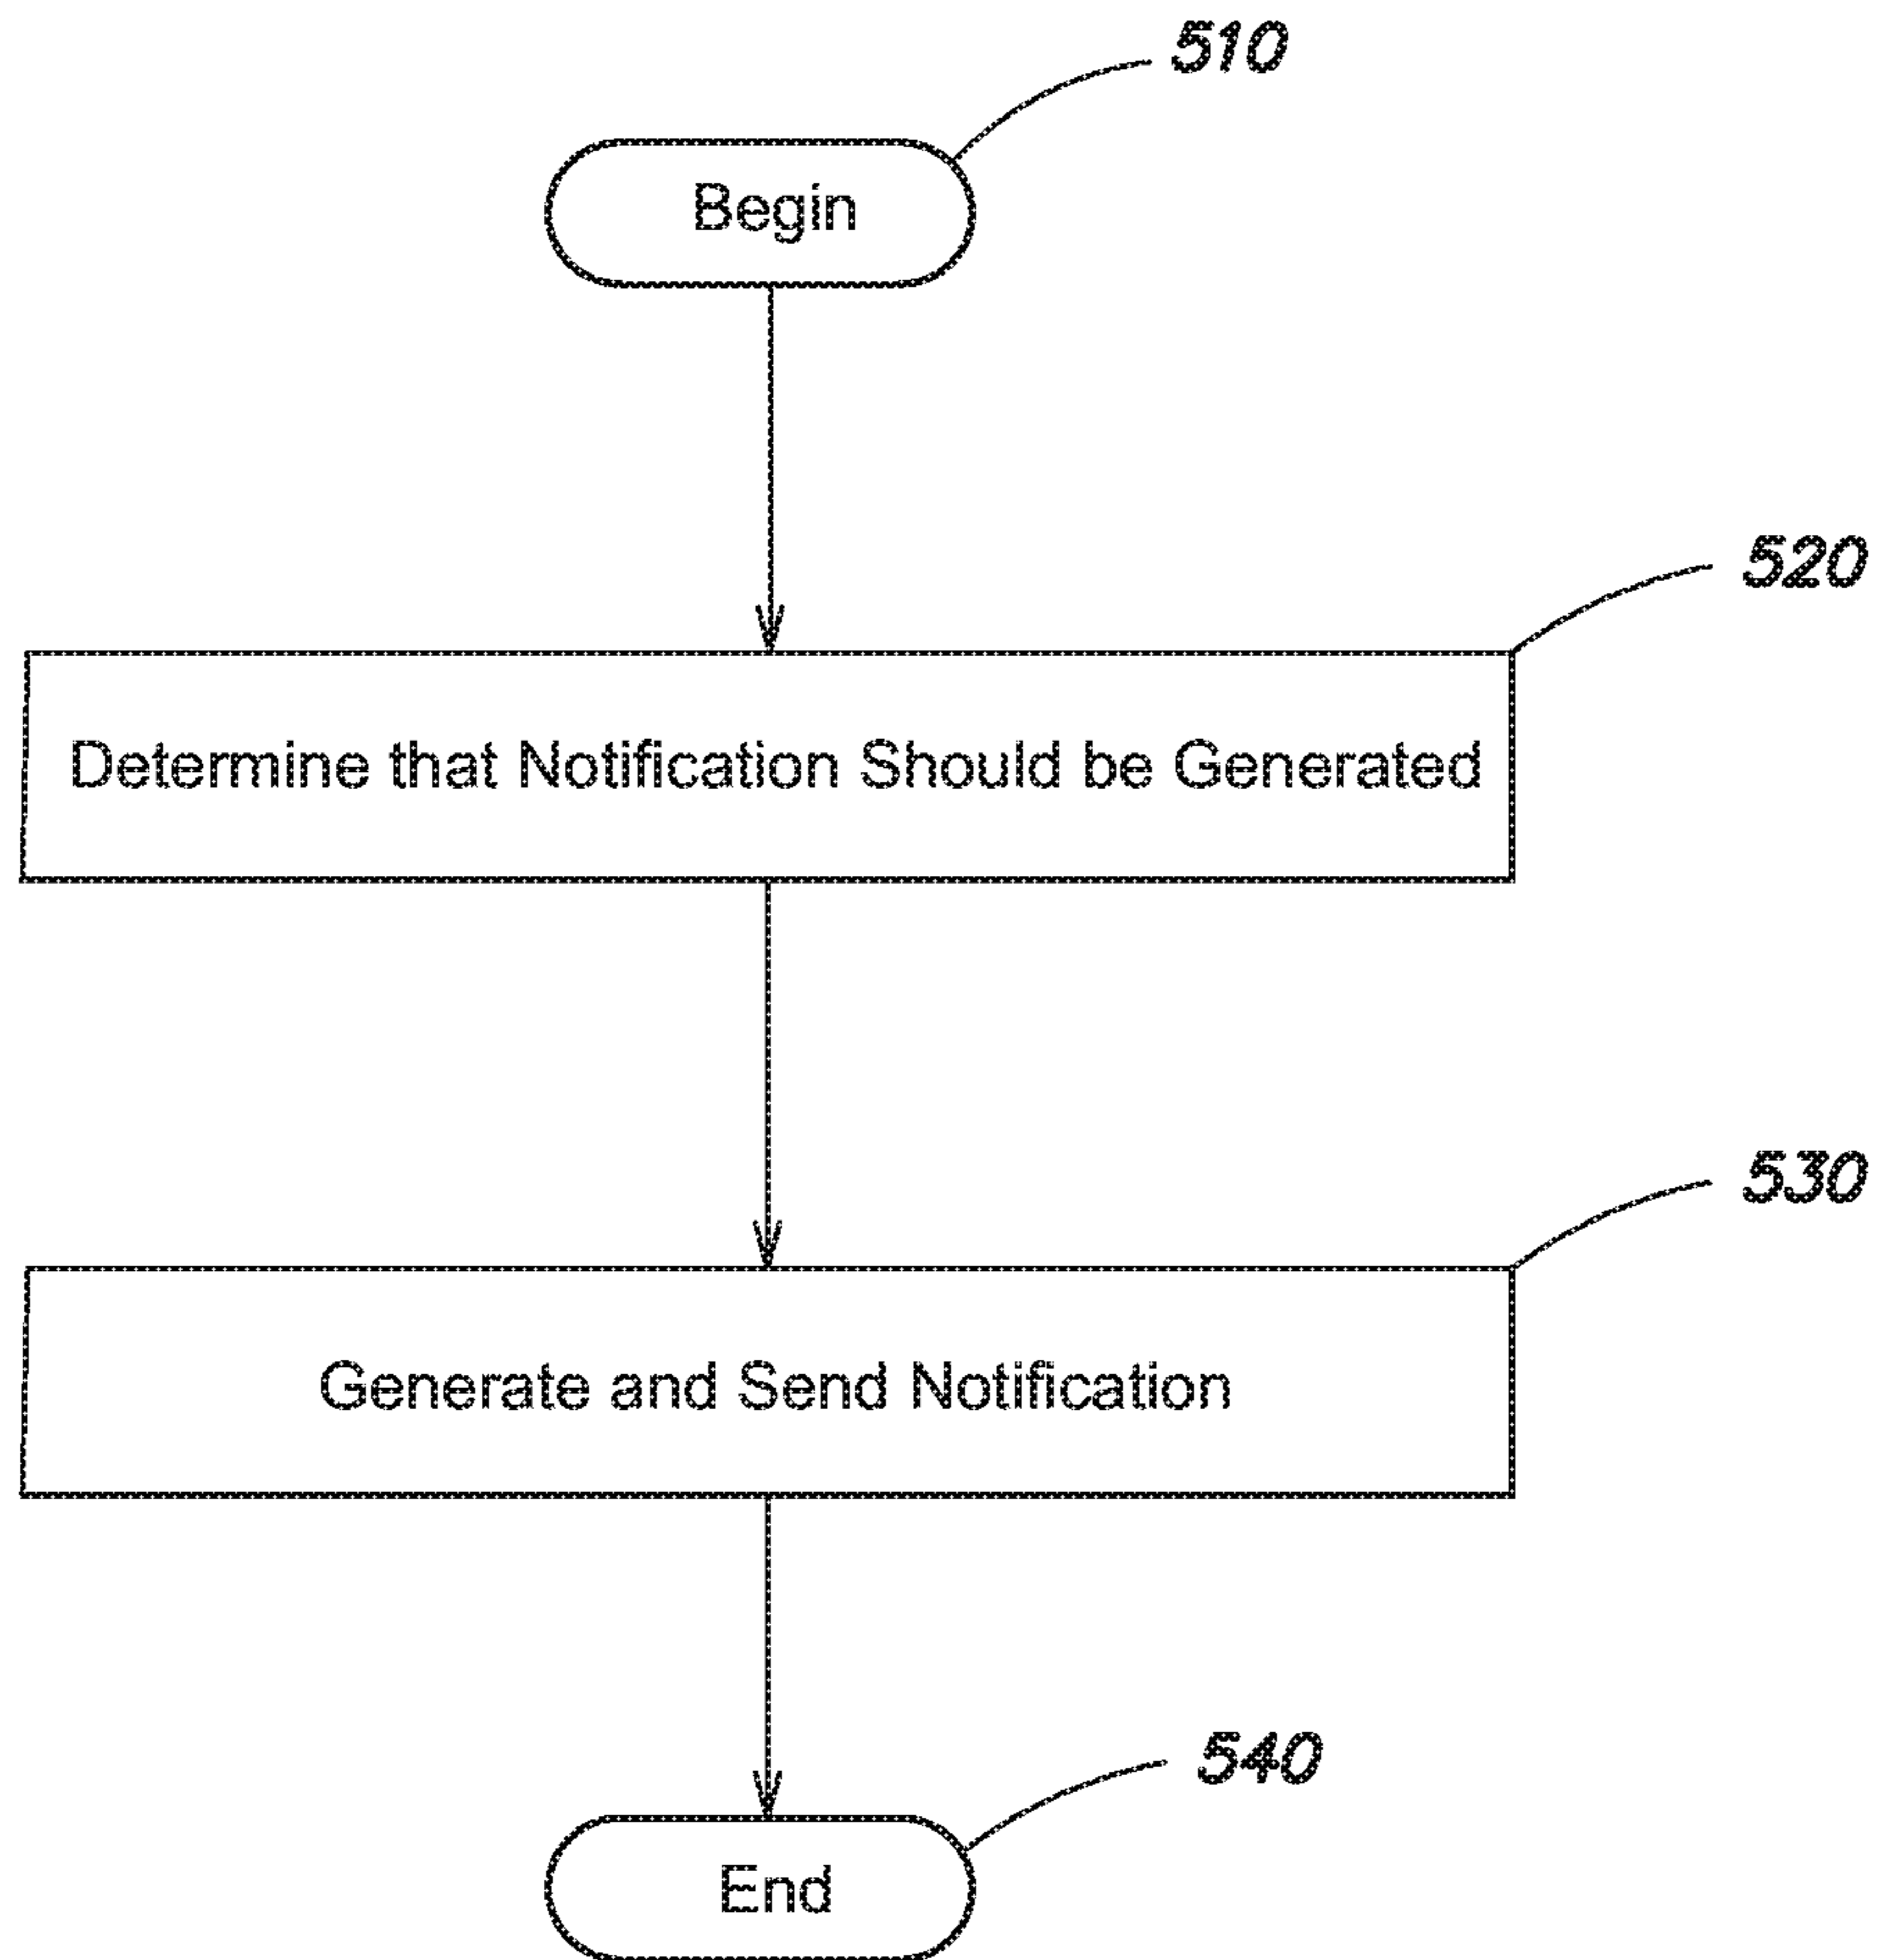 510
Begin
520
Determine that Notification Should be Generated
530
Generate and Send Notification
540
End